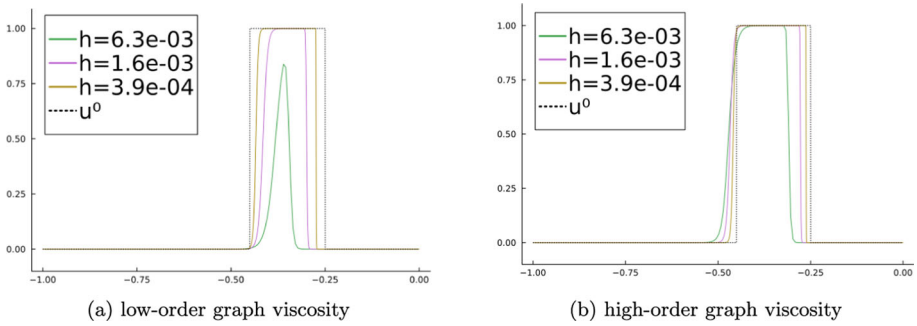 1.00
0.75
0.50
0.25
0.00
h=6.3e-03
h=1.6e-03
h=3.9e-04
u⁰
−1.00 −0.75 −0.50 −0.25 0.00
(a) low-order graph viscosity
1.00
0.75
0.50
0.25
0.00
h=6.3e-03
h=1.6e-03
h=3.9e-04
u⁰
−1.00 −0.75 −0.50 −0.25 0.00
(b) high-order graph viscosity